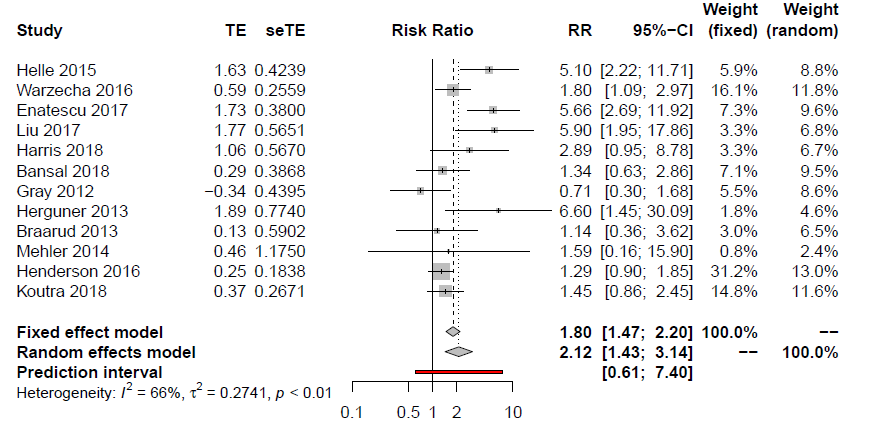 Weight Weight
Study TE seTE Risk Ratio RR 95%−CI (fixed) (random)
Helle 2015 1.63 0.4239 5.10 [2.22; 11.71] 5.9% 8.8%
Warzecha 2016 0.59 0.2559 1.80 [1.09; 2.97] 16.1% 11.8%
Enatescu 2017 1.73 0.3800 5.66 [2.69; 11.92] 7.3% 9.6%
Liu 2017 1.77 0.5651 5.90 [1.95; 17.86] 3.3% 6.8%
Harris 2018 1.06 0.5670 2.89 [0.95; 8.78] 3.3% 6.7%
Bansal 2018 0.29 0.3868 1.34 [0.63; 2.86] 7.1% 9.5%
Gray 2012 −0.34 0.4395 0.71 [0.30; 1.68] 5.5% 8.6%
Herguner 2013 1.89 0.7740 6.60 [1.45; 30.09] 1.8% 4.6%
Braarud 2013 0.13 0.5902 1.14 [0.36; 3.62] 3.0% 6.5%
Mehler 2014 0.46 1.1750 1.59 [0.16; 15.90] 0.8% 2.4%
Henderson 2016 0.25 0.1838 1.29 [0.90; 1.85] 31.2% 13.0%
Koutra 2018 0.37 0.2671 1.45 [0.86; 2.45] 14.8% 11.6%
Fixed effect model 1.80 [1.47; 2.20] 100.0% −−
Random effects model 2.12 [1.43; 3.14] −− 100.0%
Prediction interval [0.61; 7.40]
Heterogeneity: I² = 66%, τ² = 0.2741, p < 0.01
0.1 0.5 1 2 10